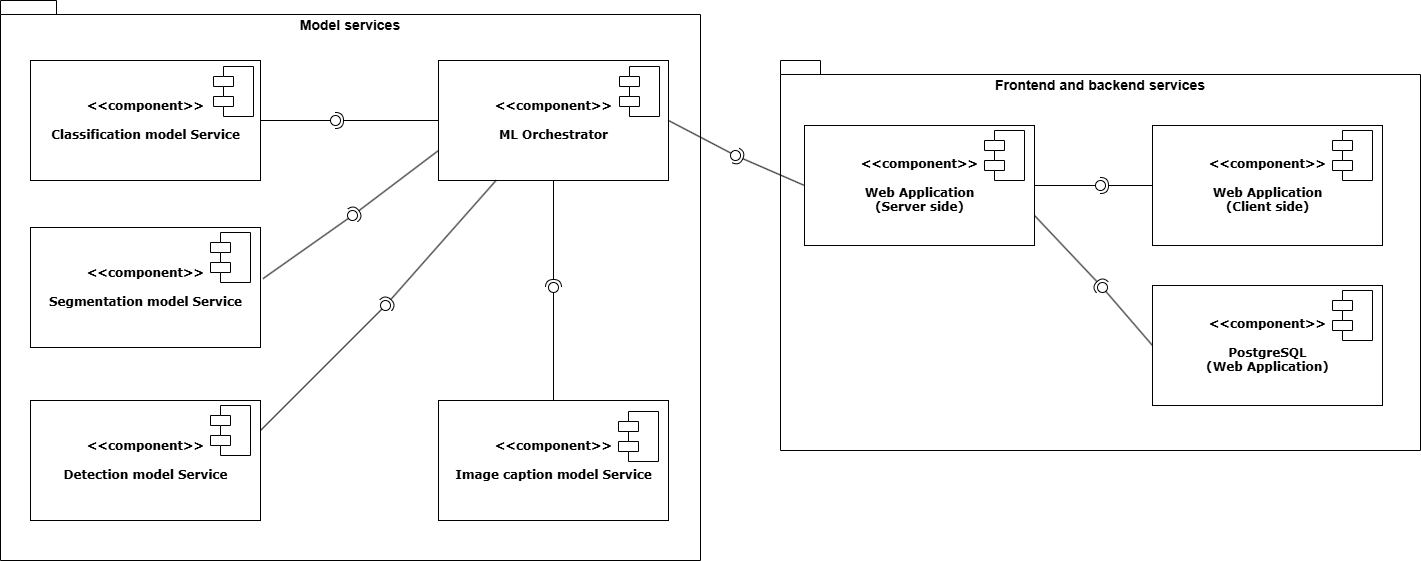 Model services
<<component>>
Classification model Service
<<component>>
ML Orchestrator
<<component>>
Segmentation model Service
<<component>>
Detection model Service
<<component>>
Image caption model Service
Frontend and backend services
<<component>>
Web Application
(Server side)
<<component>>
Web Application
(Client side)
<<component>>
PostgreSQL
(Web Application)